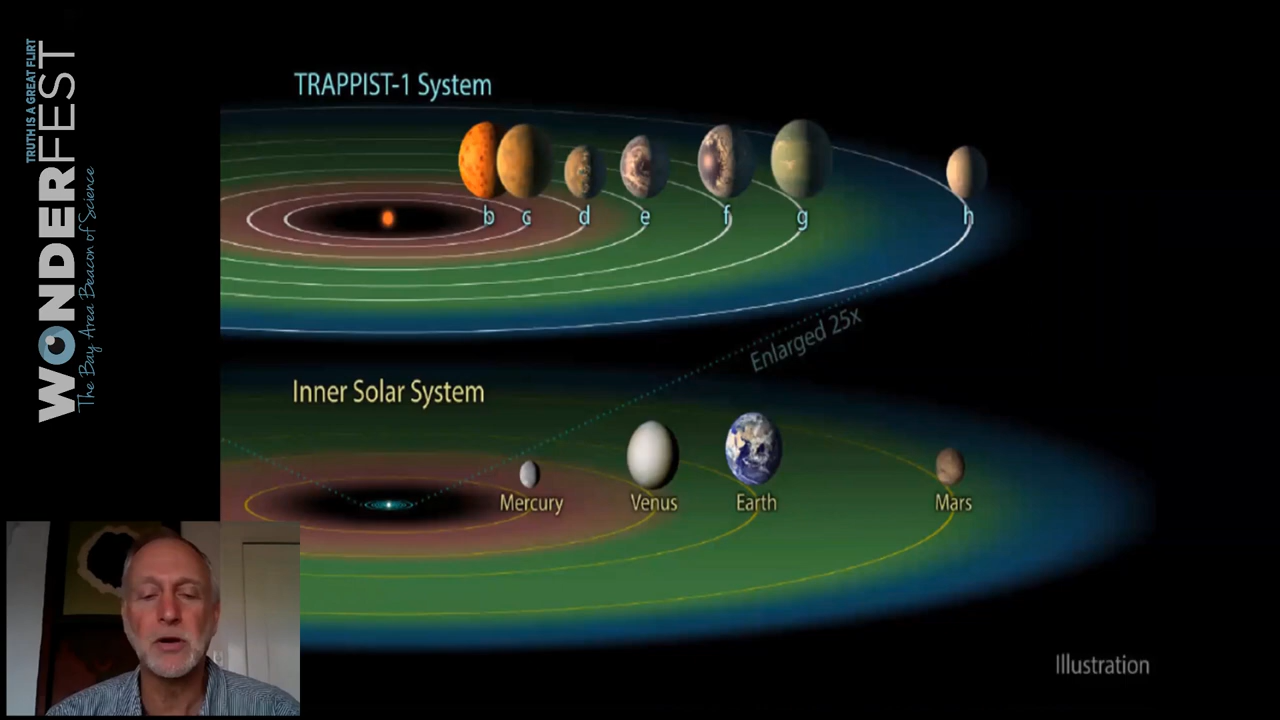 TRUTH IS A GREAT FLIRT
WONDERFEST
The Bay Area Beacon of Science
TRAPPIST-1 System
b c d e f g h
Enlarged 25x
Inner Solar System
Mercury Venus Earth Mars
Illustration